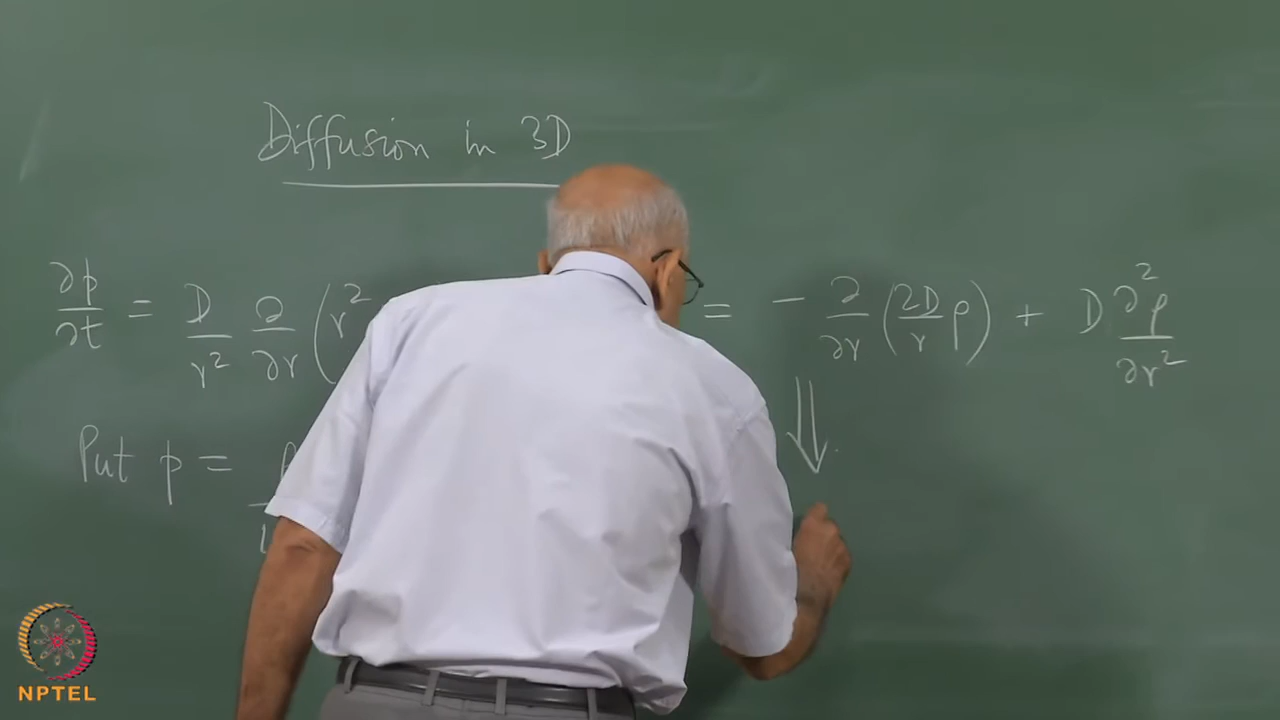 Diffusion in 3D
∂p/∂t = D/r² ∂/∂r (r² = − ∂/∂r (2D/r ρ) + D ∂²ρ/∂r²
Put p =
NPTEL